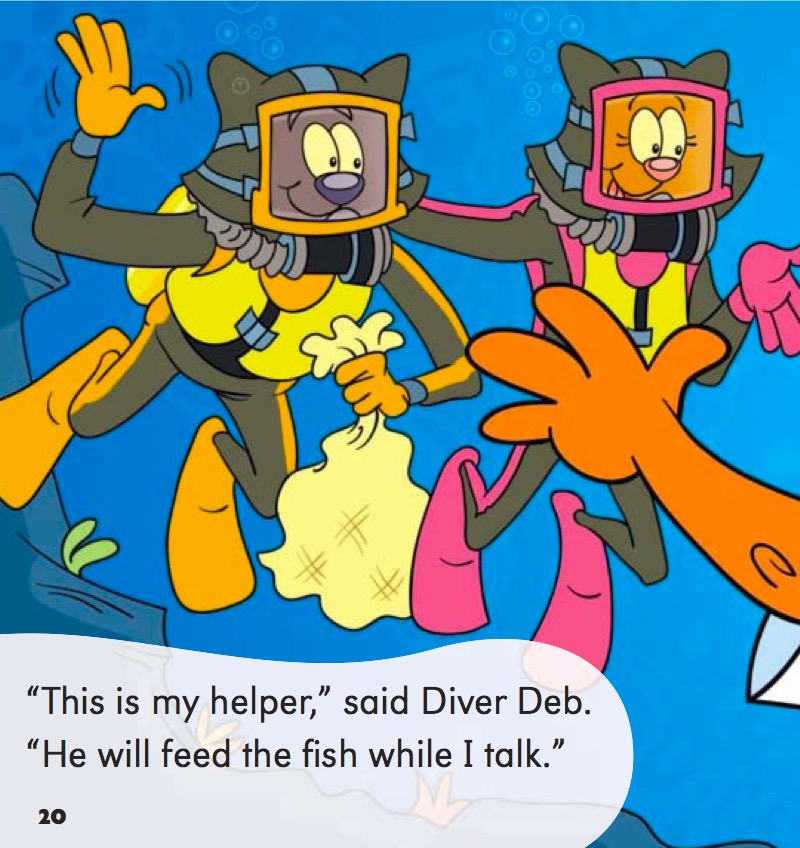 “This is my helper,” said Diver Deb.
“He will feed the fish while I talk.”
20